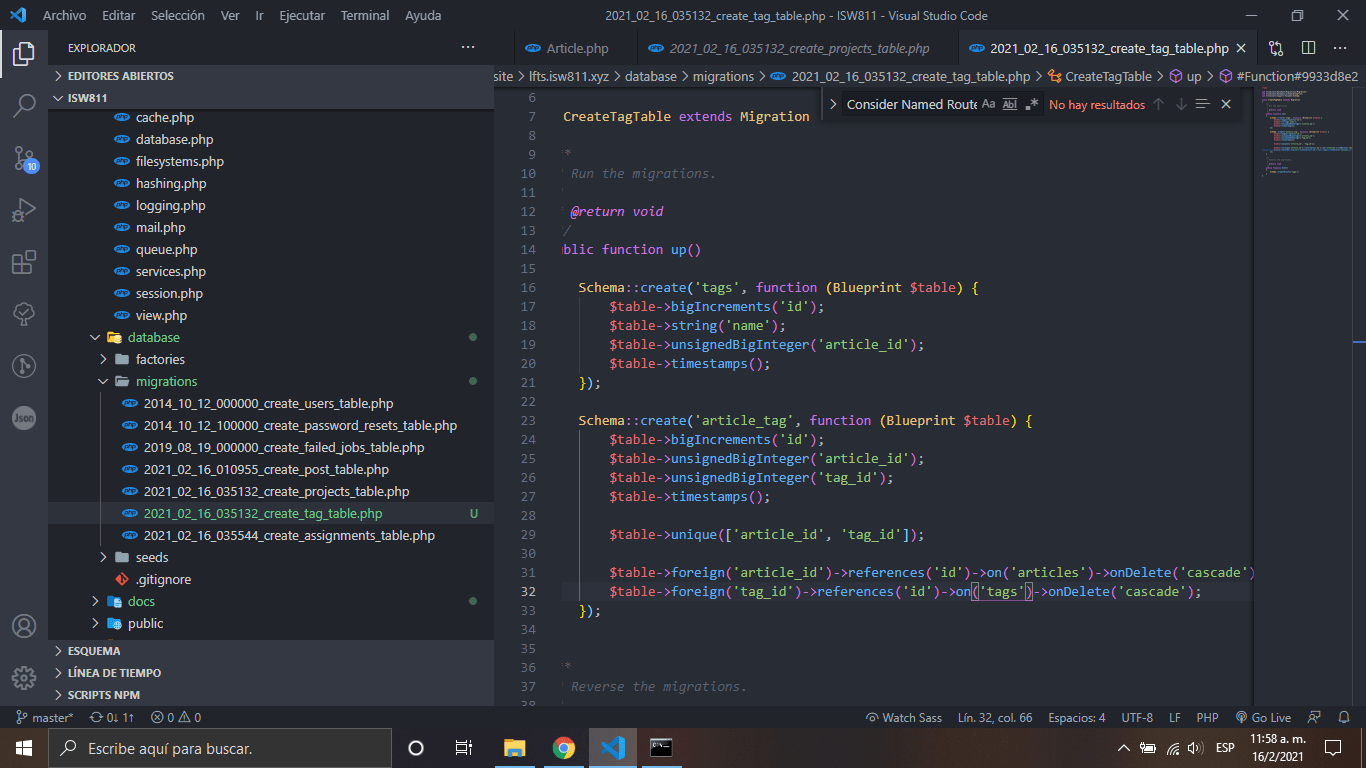 Archivo Editar Selección Ver Ir Ejecutar Terminal Ayuda 2021_02_16_035132_create_tag_table.php - ISW811 - Visual Studio Code
EXPLORADOR
Article.php 2021_02_16_035132_create_projects_table.php 2021_02_16_035132_create_tag_table.php
EDITORES ABIERTOS
site > lfts.isw811.xyz > database > migrations > 2021_02_16_035132_create_tag_table.php > CreateTagTable > up > #Function#9933d8e2
ISW811
Consider Named Route Aa Abl .* No hay resultados
cache.php
database.php
filesystems.php
hashing.php
logging.php
mail.php
queue.php
services.php
session.php
view.php
database
factories
migrations
2014_10_12_000000_create_users_table.php
2014_10_12_100000_create_password_resets_table.php
2019_08_19_000000_create_failed_jobs_table.php
2021_02_16_010955_create_post_table.php
2021_02_16_035132_create_projects_table.php
2021_02_16_035132_create_tag_table.php U
2021_02_16_035544_create_assignments_table.php
seeds
.gitignore
docs
public
ESQUEMA
LÍNEA DE TIEMPO
SCRIPTS NPM
10
Json
6
7 CreateTagTable extends Migration
8
9 *
10 Run the migrations.
11
12 @return void
13 /
14 blic function up()
15
16 Schema::create('tags', function (Blueprint $table) {
17 $table->bigIncrements('id');
18 $table->string('name');
19 $table->unsignedBigInteger('article_id');
20 $table->timestamps();
21 });
22
23 Schema::create('article_tag', function (Blueprint $table) {
24 $table->bigIncrements('id');
25 $table->unsignedBigInteger('article_id');
26 $table->unsignedBigInteger('tag_id');
27 $table->timestamps();
28
29 $table->unique(['article_id', 'tag_id']);
30
31 $table->foreign('article_id')->references('id')->on('articles')->onDelete('cascade')
32 $table->foreign('tag_id')->references('id')->on('tags')->onDelete('cascade');
33 });
34
35
36 *
37 Reverse the migrations.
38
master* 0↓ 1↑ 0 0 Watch Sass Lín. 32, col. 66 Espacios: 4 UTF-8 LF PHP Go Live
Escribe aquí para buscar. ESP 11:58 a. m.
16/2/2021